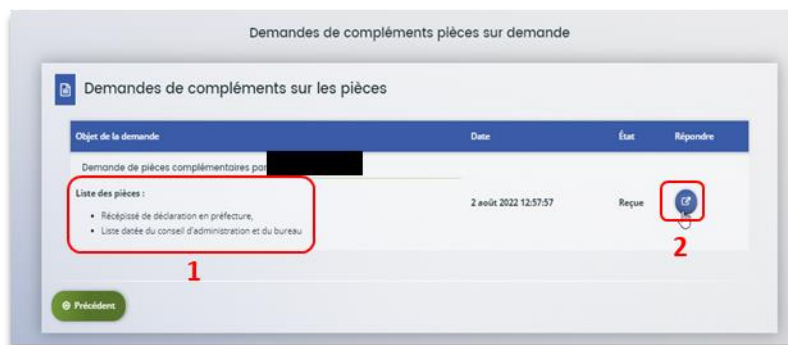 Demandes de compléments pièces sur demande
Demandes de compléments sur les pièces
Objet de la demande Date État Répondre
Demande de pièces complémentaires par
Liste des pièces :
2 août 2022 12:57:57 Reçue
Récépissé de déclaration en préfecture,
Liste datée du conseil d'administration et du bureau
1
2
Précédent